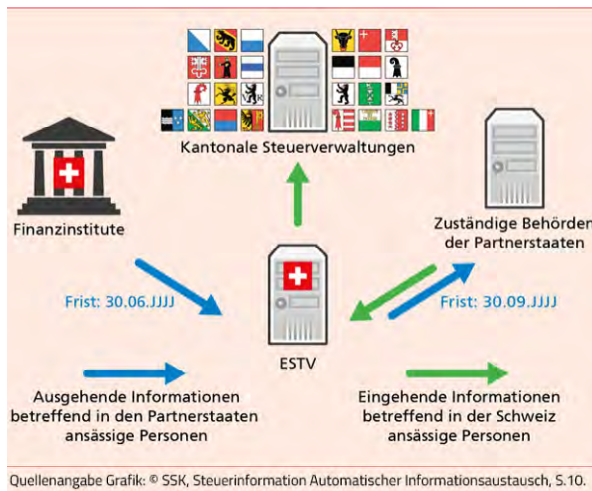 Kantonale Steuerverwaltungen
Finanzinstitute
Zuständige Behörden
der Partnerstaaten
Frist: 30.06.JJJJ
Frist: 30.09.JJJJ
ESTV
Ausgehende Informationen
betreffend in den Partnerstaaten
ansässige Personen
Eingehende Informationen
betreffend in der Schweiz
ansässige Personen
Quellenangabe Grafik: © SSK, Steuerinformation Automatischer Informationsaustausch, S.10.